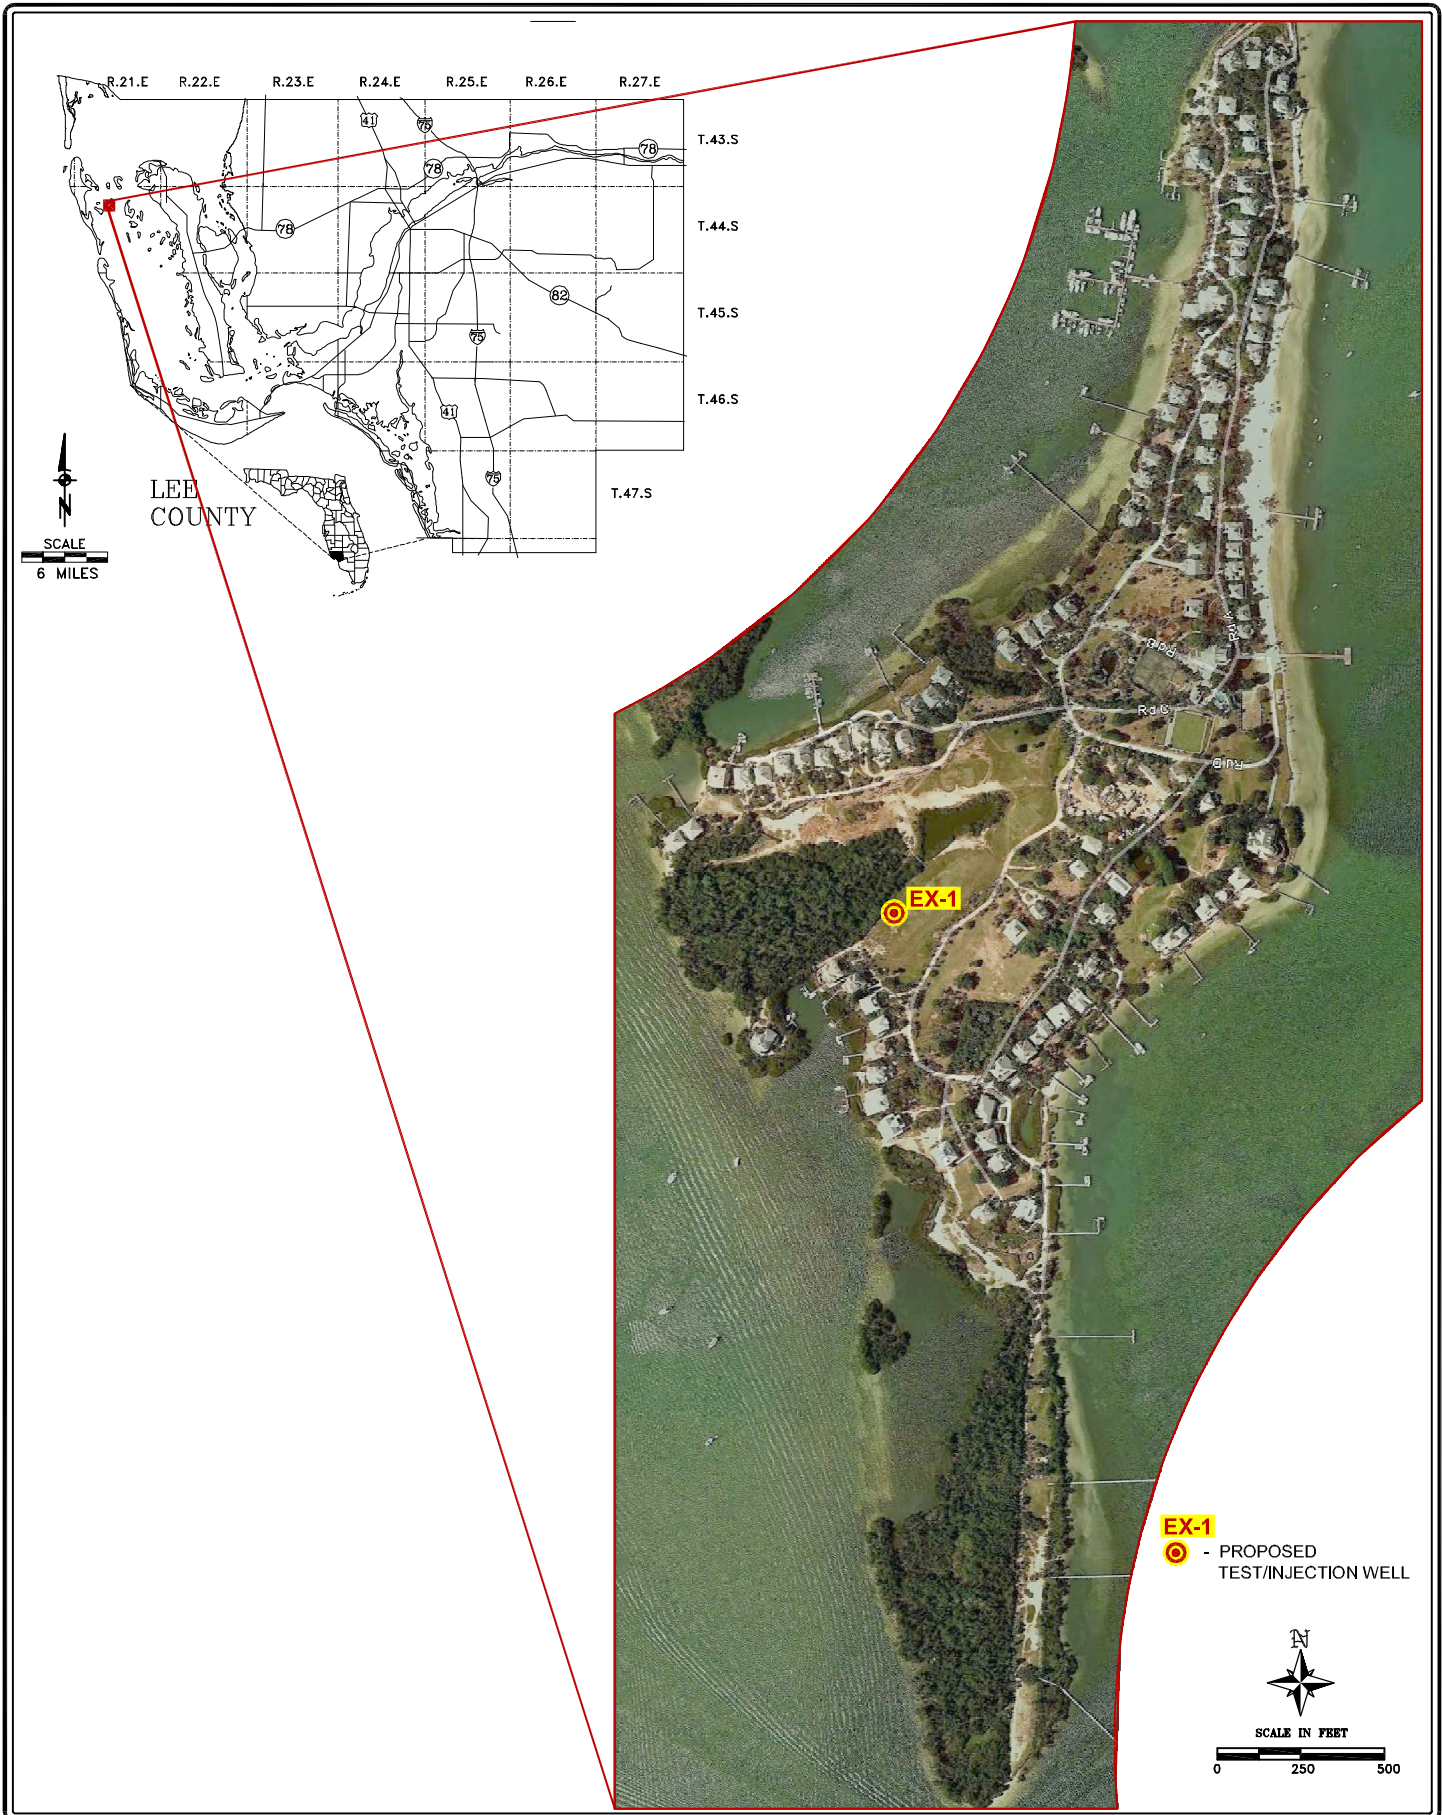 R.21.E R.22.E R.23.E R.24.E R.25.E R.26.E R.27.E
T.43.S
T.44.S
T.45.S
T.46.S
T.47.S
41
75
78
78
78
82
75
41
75
LEE
COUNTY
N
SCALE
6 MILES
Rd A
Rd C
Rd D
EX-1
EX-1
- PROPOSED
TEST/INJECTION WELL
N
SCALE IN FEET
0 250 500